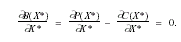 ∂B(X*)/∂X* = ∂P(X*)/∂X* − ∂C(X*)/∂X* = 0.